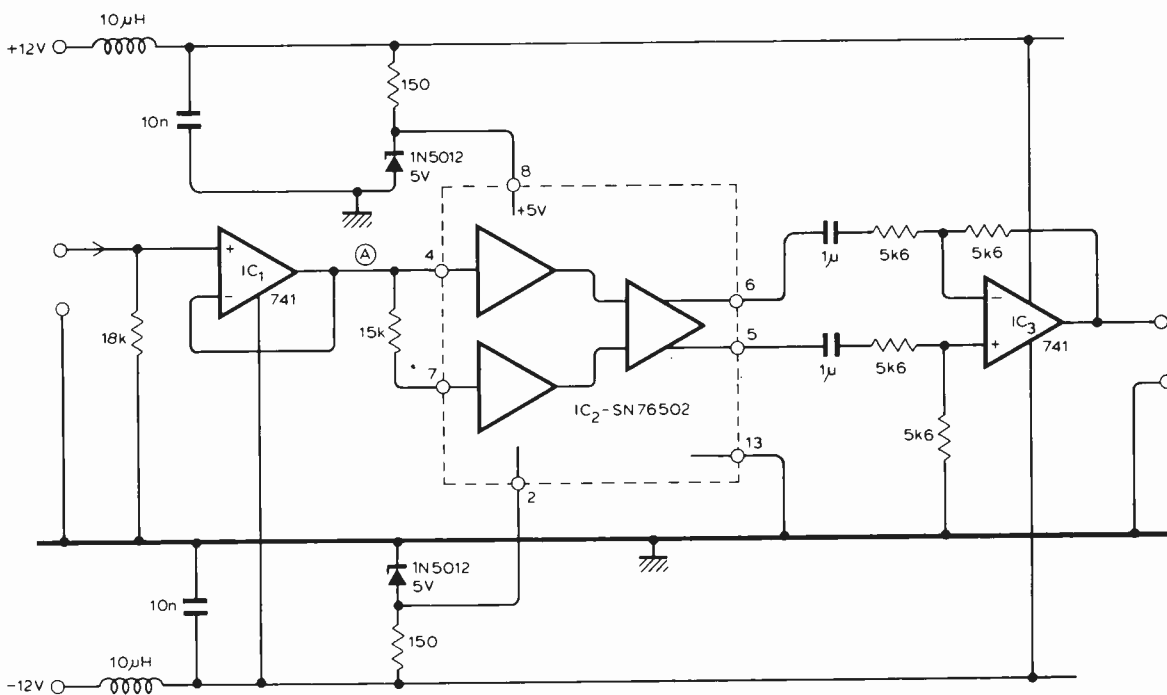 10μH
+12V
150
10n
1N5012
5V
8
+5V
A
4
6
1μ
5k6
5k6
+
−
IC1
741
18k
15k
7
5
1μ
5k6
−
+
IC3
741
IC2-SN76502
5k6
13
2
1N5012
5V
10n
150
10μH
-12V